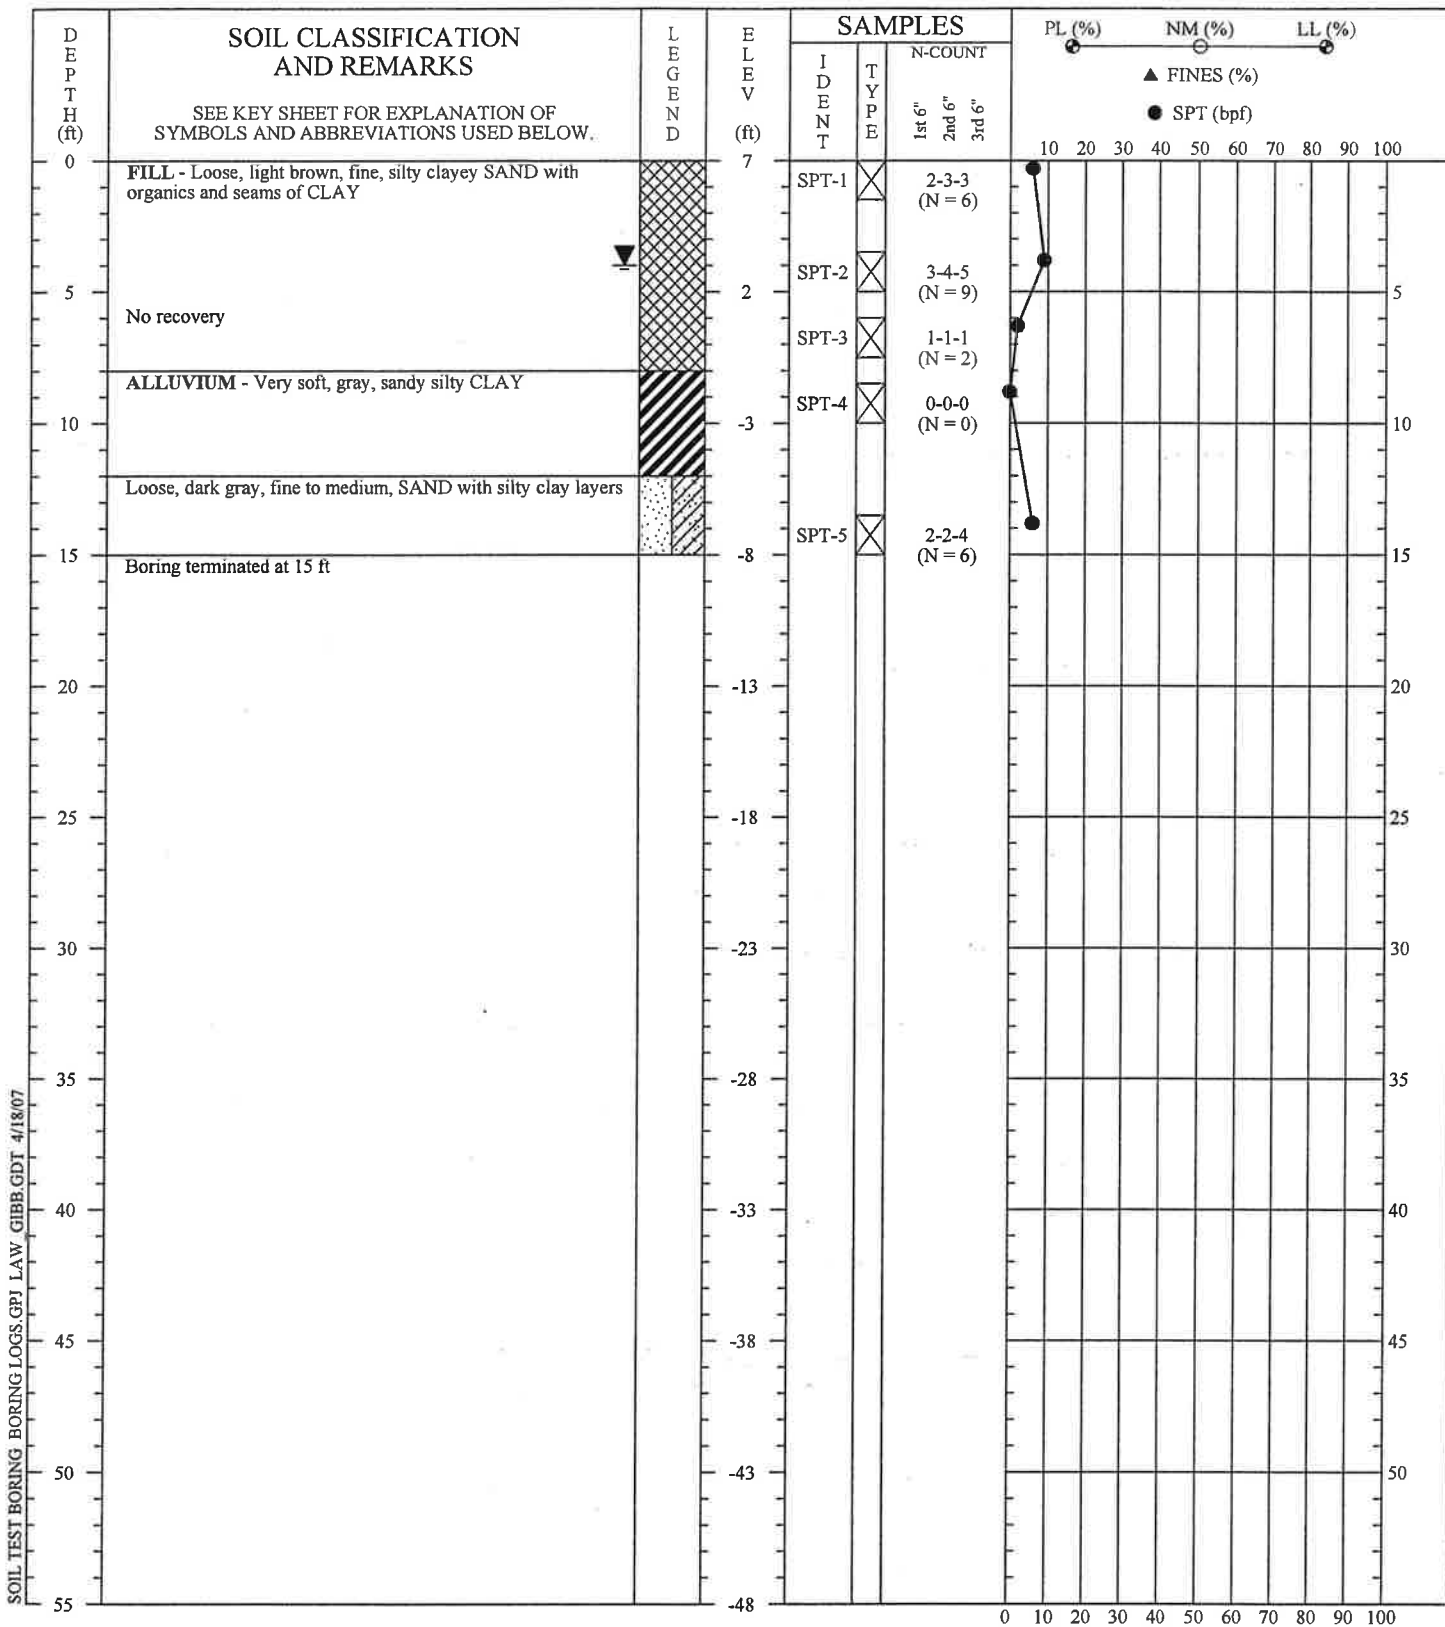 DEPTH (ft)
SOIL CLASSIFICATION
AND REMARKS
SEE KEY SHEET FOR EXPLANATION OF
SYMBOLS AND ABBREVIATIONS USED BELOW.
LEGEND
ELEV (ft)
SAMPLES
IDENT
TYPE
N-COUNT
1st 6"
2nd 6"
3rd 6"
PL (%) NM (%) LL (%)
▲ FINES (%)
● SPT (bpf)
10 20 30 40 50 60 70 80 90 100
0
FILL - Loose, light brown, fine, silty clayey SAND with
organics and seams of CLAY
7
SPT-1
2-3-3
(N = 6)
SPT-2
3-4-5
(N = 9)
5
2
5
No recovery
SPT-3
1-1-1
(N = 2)
ALLUVIUM - Very soft, gray, sandy silty CLAY
SPT-4
0-0-0
(N = 0)
10
-3
10
Loose, dark gray, fine to medium, SAND with silty clay layers
SPT-5
2-2-4
(N = 6)
15
-8
15
Boring terminated at 15 ft
20
-13
20
25
-18
25
30
-23
30
35
-28
35
40
-33
40
45
-38
45
50
-43
50
55
-48
0 10 20 30 40 50 60 70 80 90 100
SOIL TEST BORING BORING LOGS.GPJ LAW_GIBB.GDT 4/18/07